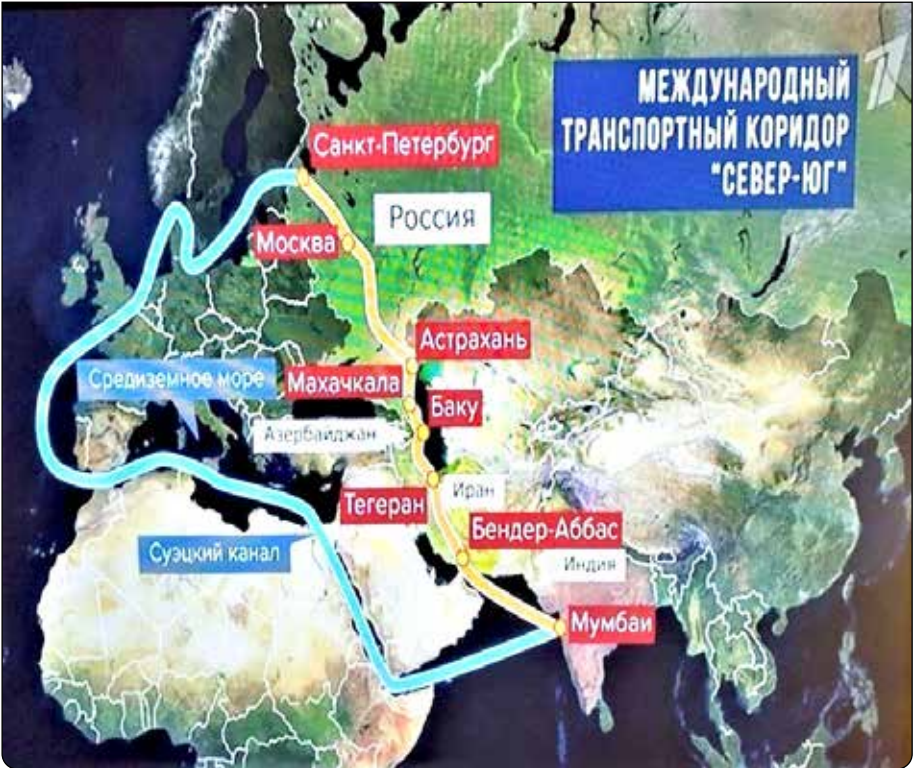 МЕЖДУНАРОДНЫЙ
ТРАНСПОРТНЫЙ КОРИДОР
"СЕВЕР-ЮГ"
Санкт-Петербург
Россия
Москва
Астрахань
Средиземное море
Махачкала
Баку
Азербайджан
Иран
Тегеран
Бендер-Аббас
Суэцкий канал
Индия
Мумбаи